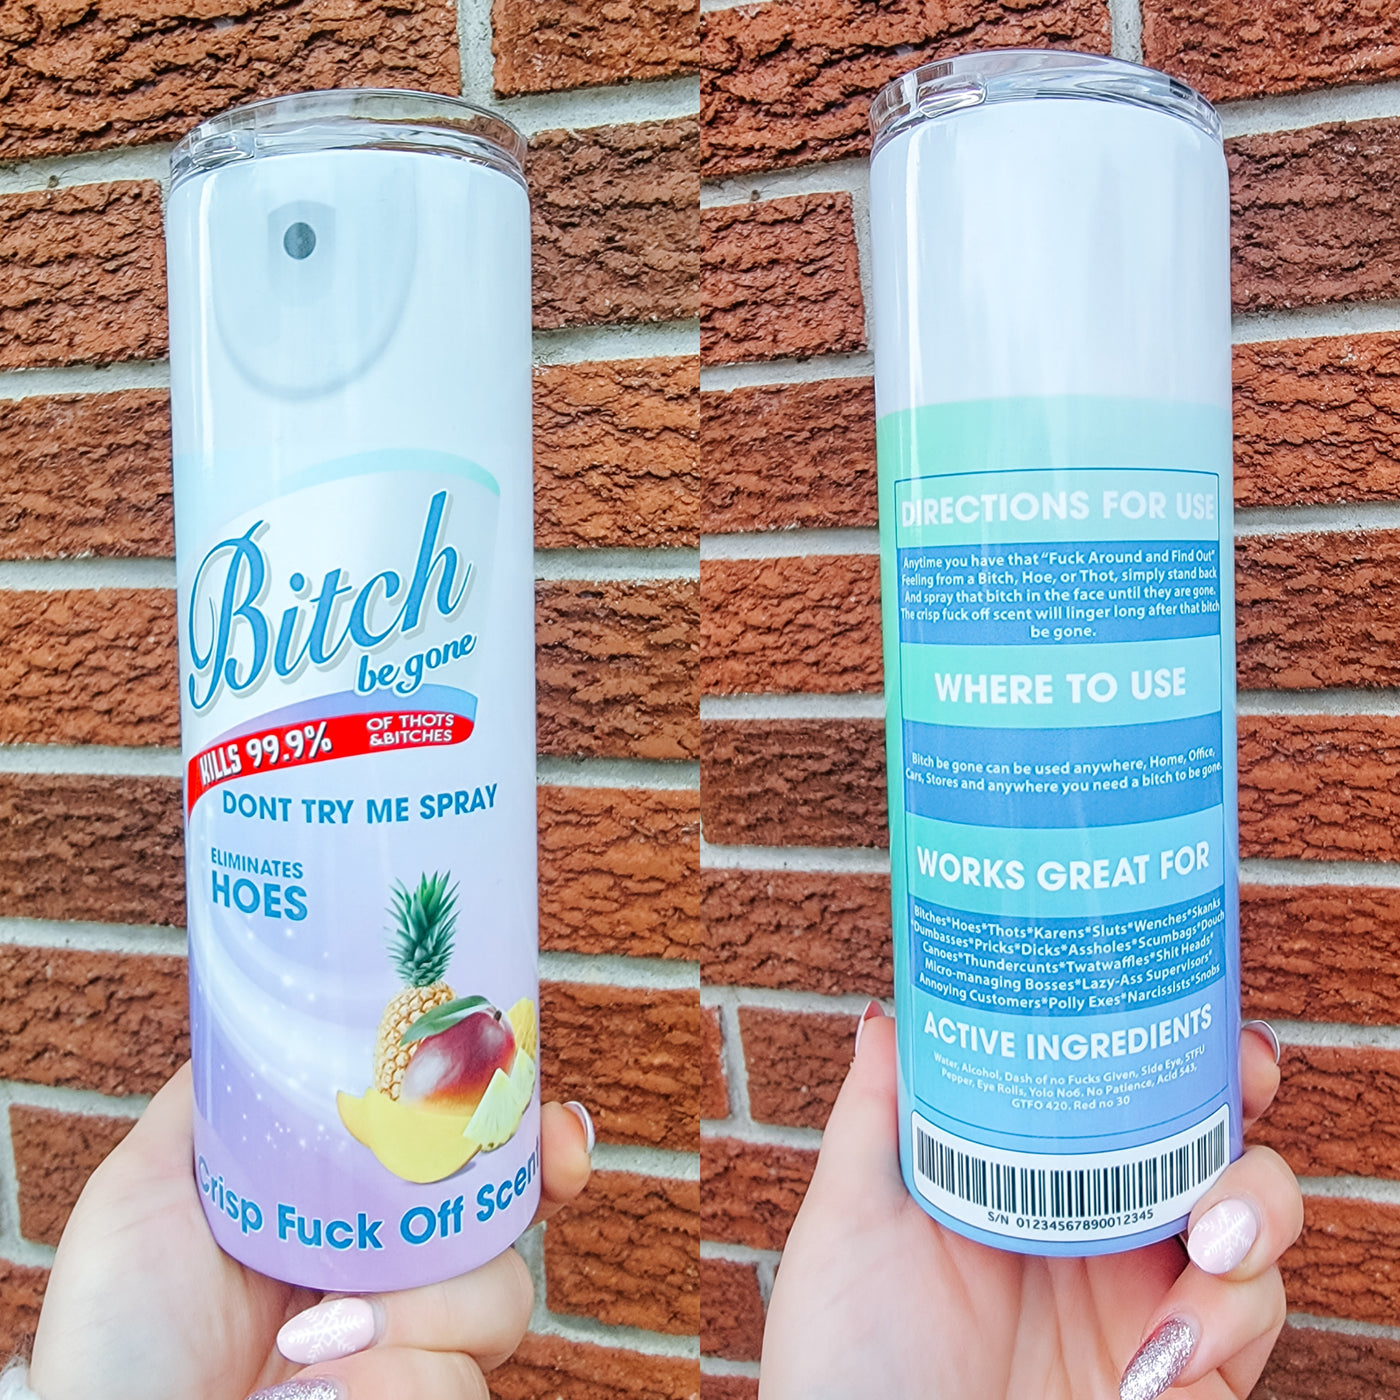 Bitch
be gone
KILLS 99.9%
OF THOTS
&BITCHES
DONT TRY ME SPRAY
ELIMINATES
HOES
Crisp Fuck Off Scent
DIRECTIONS FOR USE
Anytime you have that "Fuck Around and Find Out"
Feeling from a Bitch, Hoe, or Thot, simply stand back
And spray that bitch in the face until they are gone.
The crisp fuck off scent will linger long after that bitch
be gone.
WHERE TO USE
Bitch be gone can be used anywhere, Home, Office,
Cars, Stores and anywhere you need a bitch to be gone.
WORKS GREAT FOR
Bitches*Hoes*Thots*Karens*Sluts*Wenches*Skanks
*Dumbasses*Pricks*Dicks*Assholes*Scumbags*Douch
Canoes*Thundercunts*Twatwaffles*Shit Heads*
Micro-managing Bosses*Lazy-Ass Supervisors*
Annoying Customers*Polly Exes*Narcissists*Snobs
ACTIVE INGREDIENTS
Water, Alcohol, Dash of no Fucks Given, Side Eye, STFU
Pepper, Eye Rolls, Yolo No6. No Patience, Acid 543,
GTFO 420. Red no 30
S/N 01234567890012345